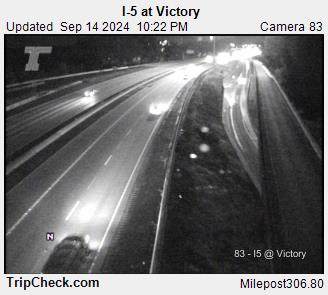 I-5 at Victory
Updated Sep 14 2024 10:22 PM Camera 83
T
N
83 - I5 @ Victory
TripCheck.com Milepost306.80